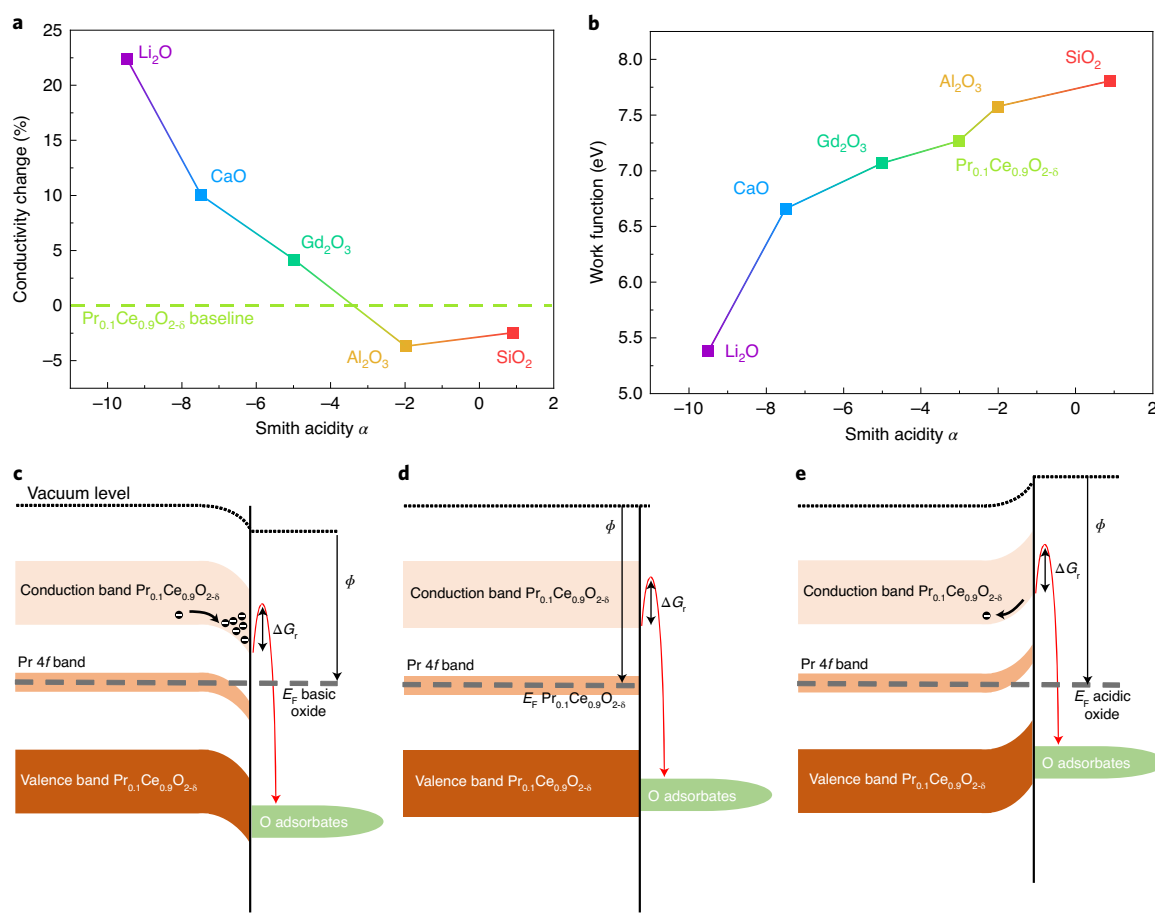 a
Conductivity change (%)
25
20
15
10
5
0
−5
Li₂O
CaO
Gd₂O₃
Pr₀.₁Ce₀.₉O₂₋δ baseline
Al₂O₃
SiO₂
−10
−8
−6
−4
−2
0
2
Smith acidity α
b
Work function (eV)
8.0
7.5
7.0
6.5
6.0
5.5
5.0
SiO₂
Al₂O₃
Gd₂O₃
Pr₀.₁Ce₀.₉O₂₋δ
CaO
Li₂O
−10
−8
−6
−4
−2
0
2
Smith acidity α
c
Vacuum level
ϕ
Conduction band Pr₀.₁Ce₀.₉O₂₋δ
ΔGᵣ
Pr 4f band
E_F basic
oxide
Valence band Pr₀.₁Ce₀.₉O₂₋δ
O adsorbates
d
ϕ
Conduction band Pr₀.₁Ce₀.₉O₂₋δ
ΔGᵣ
Pr 4f band
E_F Pr₀.₁Ce₀.₉O₂₋δ
Valence band Pr₀.₁Ce₀.₉O₂₋δ
O adsorbates
e
ϕ
Conduction band Pr₀.₁Ce₀.₉O₂₋δ
ΔGᵣ
Pr 4f band
E_F acidic
oxide
Valence band Pr₀.₁Ce₀.₉O₂₋δ
O adsorbates